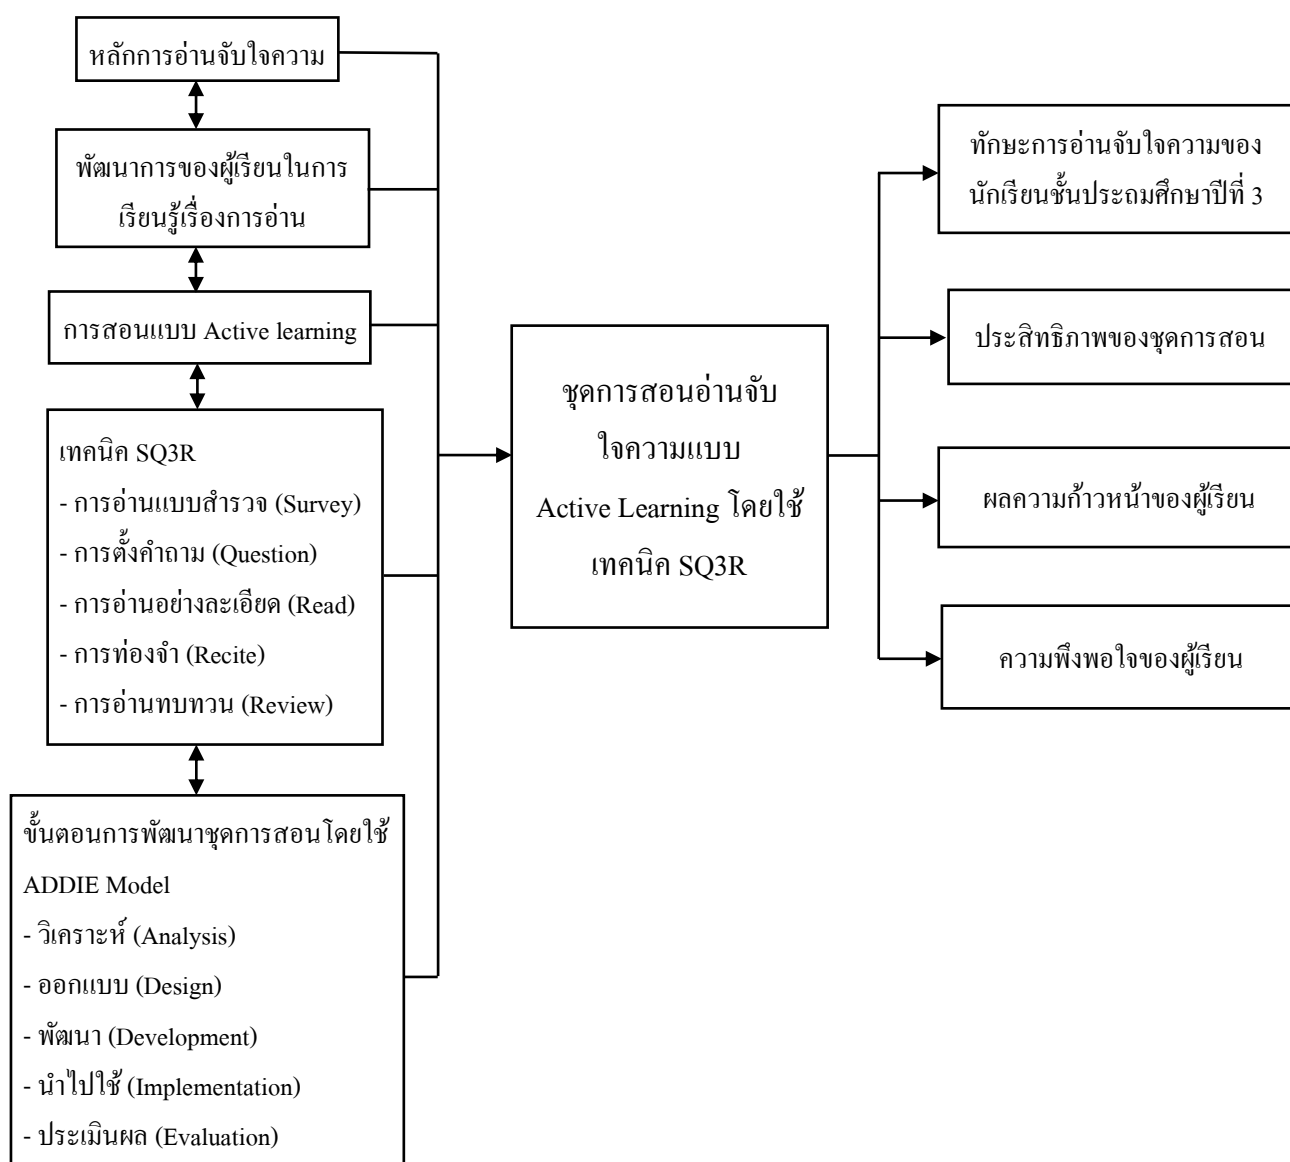 หลักการอ่านจับใจความ
พัฒนาการของผู้เรียนในการ
เรียนรู้เรื่องการอ่าน
การสอนแบบ Active learning
เทคนิค SQ3R
- การอ่านแบบสำรวจ (Survey)
- การตั้งคำถาม (Question)
- การอ่านอย่างละเอียด (Read)
- การท่องจำ (Recite)
- การอ่านทบทวน (Review)
ขั้นตอนการพัฒนาชุดการสอนโดยใช้
ADDIE Model
- วิเคราะห์ (Analysis)
- ออกแบบ (Design)
- พัฒนา (Development)
- นำไปใช้ (Implementation)
- ประเมินผล (Evaluation)
ชุดการสอนอ่านจับ
ใจความแบบ
Active Learning โดยใช้
เทคนิค SQ3R
ทักษะการอ่านจับใจความของ
นักเรียนชั้นประถมศึกษาปีที่ 3
ประสิทธิภาพของชุดการสอน
ผลความก้าวหน้าของผู้เรียน
ความพึงพอใจของผู้เรียน